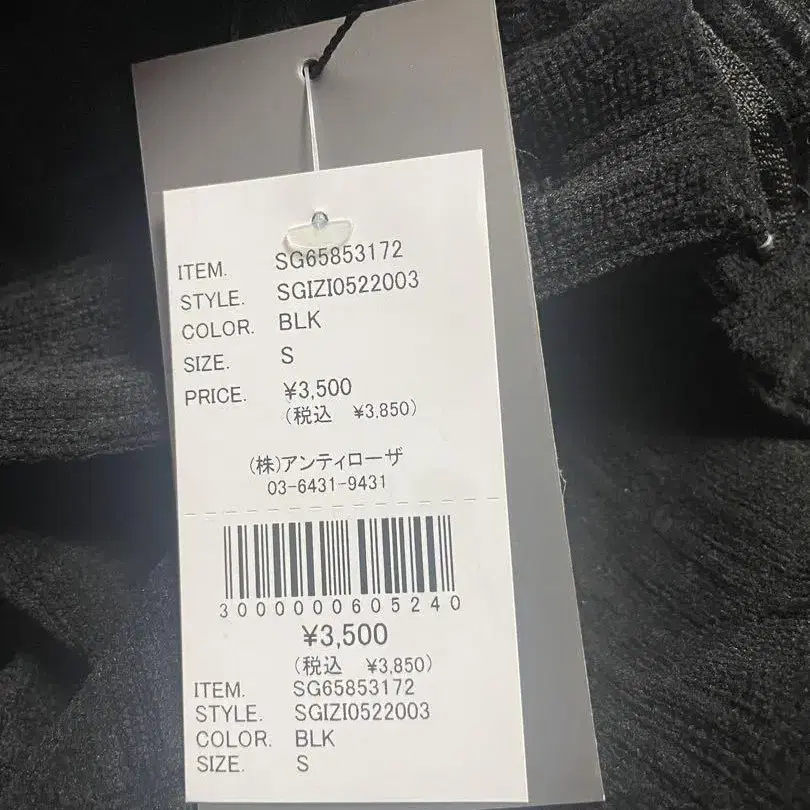 ITEM. SG65853172
STYLE. SGIZI0522003
COLOR. BLK
SIZE. S
PRICE. ¥3,500
(税込 ¥3,850)
(株)アンティローザ
03-6431-9431
3000000605240
¥3,500
(税込 ¥3,850)
ITEM. SG65853172
STYLE. SGIZI0522003
COLOR. BLK
SIZE. S